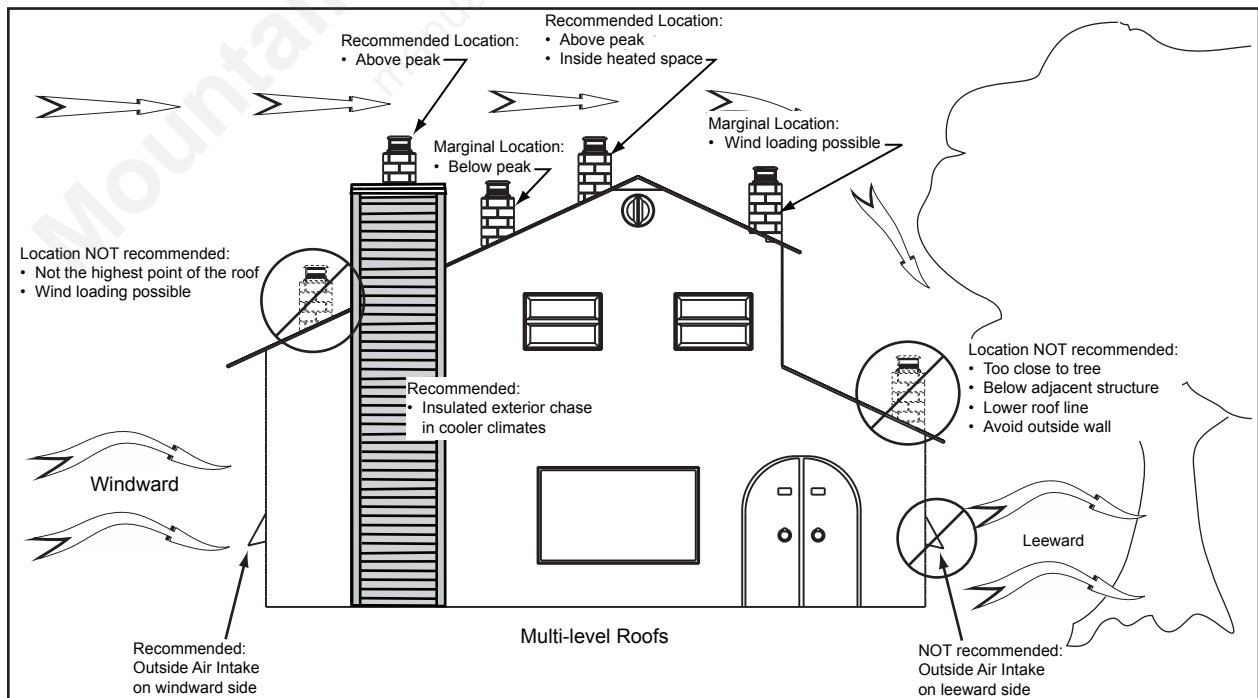 Mountain
manua
Recommended Location:
• Above peak
Recommended Location:
• Above peak
• Inside heated space
Marginal Location:
• Below peak
Marginal Location:
• Wind loading possible
Location NOT recommended:
• Not the highest point of the roof
• Wind loading possible
Recommended:
• Insulated exterior chase
in cooler climates
Location NOT recommended:
• Too close to tree
• Below adjacent structure
• Lower roof line
• Avoid outside wall
Windward
Leeward
Recommended:
Outside Air Intake
on windward side
Multi-level Roofs
NOT recommended:
Outside Air Intake
on leeward side